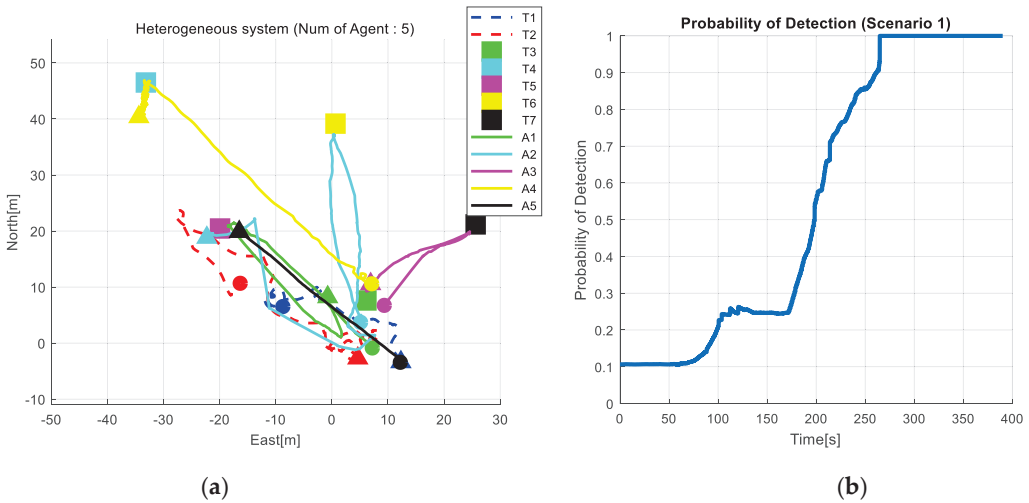 Heterogeneous system (Num of Agent : 5)
T1
T2
T3
T4
T5
T6
T7
A1
A2
A3
A4
A5
North[m]
50
40
30
20
10
0
-10
-50 -40 -30 -20 -10 0 10 20 30
East[m]
(a)
Probability of Detection (Scenario 1)
Probability of Detection
1
0.9
0.8
0.7
0.6
0.5
0.4
0.3
0.2
0.1
0
0 50 100 150 200 250 300 350 400
Time[s]
(b)